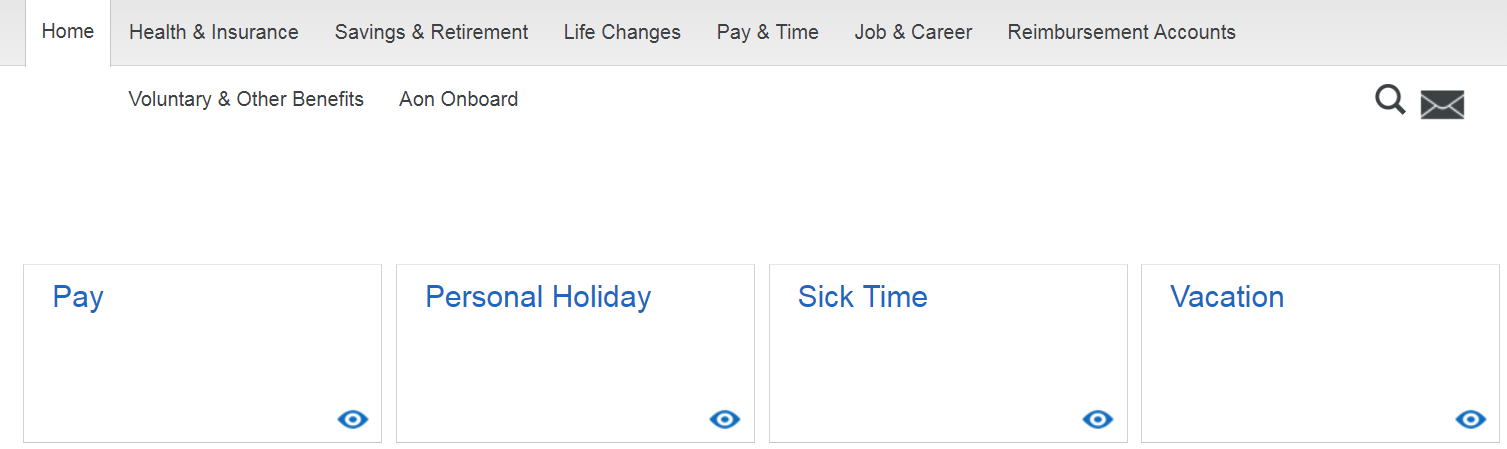 Home Health & Insurance Savings & Retirement Life Changes Pay & Time Job & Career Reimbursement Accounts
Voluntary & Other Benefits Aon Onboard
Pay Personal Holiday Sick Time Vacation